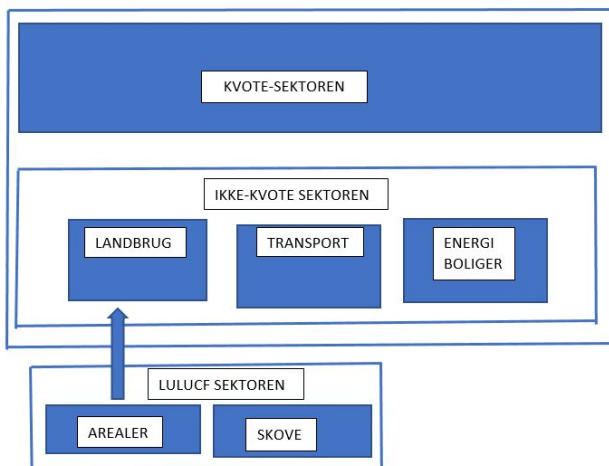 KVOTE-SEKTOREN
IKKE-KVOTE SEKTOREN
LANDBRUG
TRANSPORT
ENERGI
BOLIGER
LULUCF SEKTOREN
AREALER
SKOVE